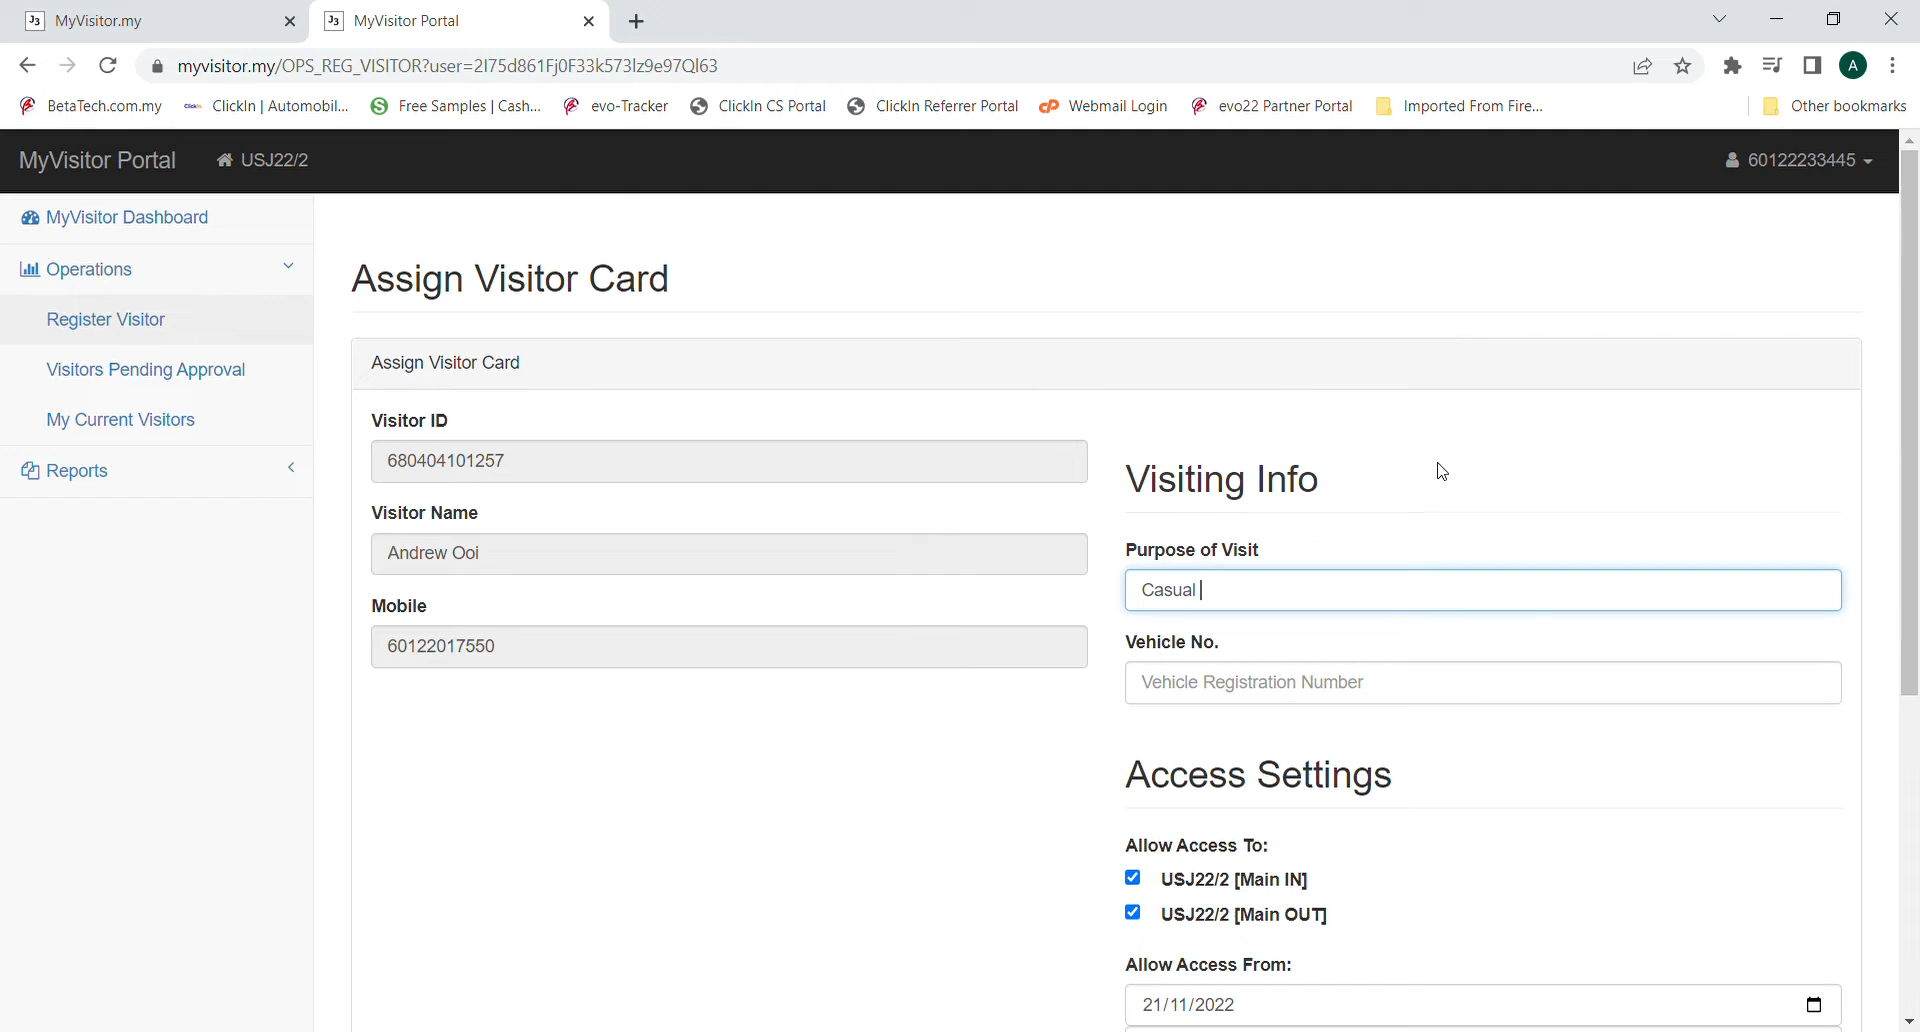 MyVisitor.my
MyVisitor Portal
myvisitor.my/OPS_REG_VISITOR?user=2I75d861Fj0F33k573Iz9e97QI63
A
BetaTech.com.my
ClickIn | Automobil...
Free Samples | Cash...
evo-Tracker
ClickIn CS Portal
ClickIn Referrer Portal
Webmail Login
evo22 Partner Portal
Imported From Fire...
Other bookmarks
MyVisitor Portal
USJ22/2
60122233445
MyVisitor Dashboard
Operations
Register Visitor
Visitors Pending Approval
My Current Visitors
Reports
Assign Visitor Card
Assign Visitor Card
Visitor ID
680404101257
Visitor Name
Andrew Ooi
Mobile
60122017550
Visiting Info
Purpose of Visit
Casual
Vehicle No.
Vehicle Registration Number
Access Settings
Allow Access To:
USJ22/2 [Main IN]
USJ22/2 [Main OUT]
Allow Access From:
21/11/2022